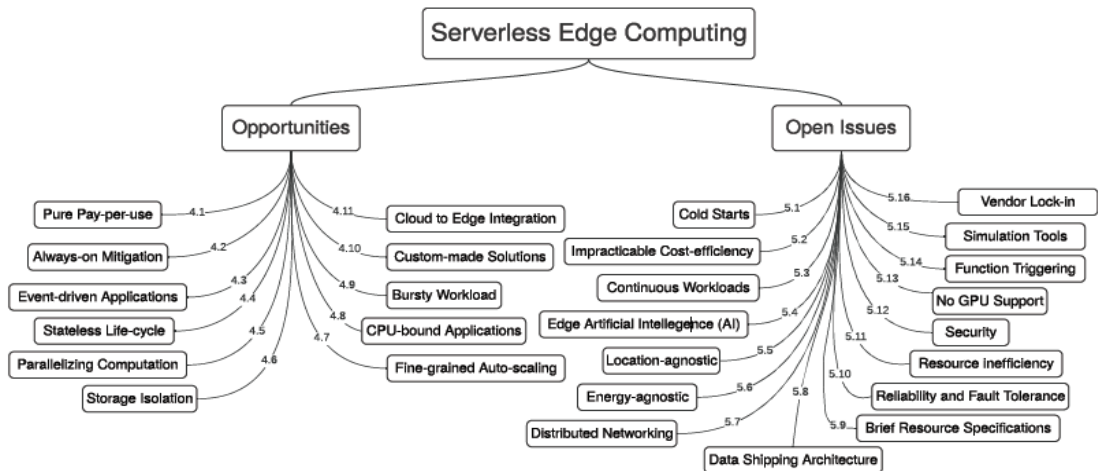 Serverless Edge Computing
Opportunities
Open Issues
Pure Pay-per-use
4.1
Always-on Mitigation
4.2
Event-driven Applications
4.3
Stateless Life-cycle
4.4
Parallelizing Computation
4.5
Storage Isolation
4.6
4.11
Cloud to Edge Integration
4.10
Custom-made Solutions
4.9
Bursty Workload
4.8
CPU-bound Applications
4.7
Fine-grained Auto-scaling
Cold Starts
5.1
Impracticable Cost-efficiency
5.2
Continuous Workloads
5.3
Edge Artificial Intellegence (AI)
5.4
Location-agnostic
5.5
Energy-agnostic
5.6
Distributed Networking
5.7
Data Shipping Architecture
5.8
5.16
Vendor Lock-in
5.15
Simulation Tools
5.14
Function Triggering
5.13
No GPU Support
5.12
Security
5.11
Resource inefficiency
5.10
Reliability and Fault Tolerance
5.9
Brief Resource Specifications